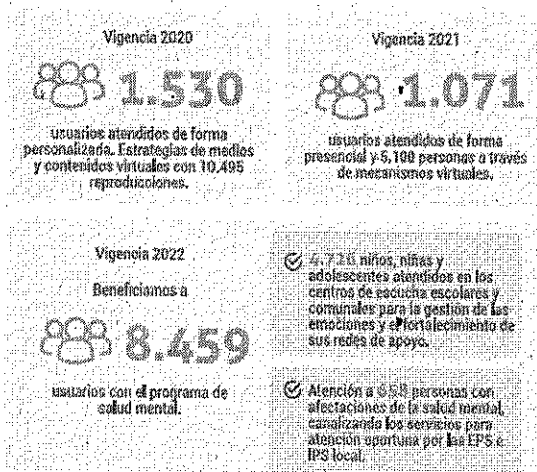 Vigencia 2020
1.530
usuarios atendidos de forma
personalizada. Estrategias de medios
y contenidos virtuales con 10.495
reproducciones.
Vigencia 2021
1.071
usuarios atendidos de forma
presencial y 5,100 personas a través
de mecanismos virtuales.
Vigencia 2022
Beneficiamos a
8.459
usuarios con el programa de
salud mental.
niños, niñas y
adolescentes atendidos en los
centros de escucha escolares y
comunales para la gestión de las
emociones y el fortalecimiento de
sus redes de apoyo.
Atención a 658 personas con
afectaciones de la salud mental,
canalizando los servicios para
atención oportuna por las EPS e
IPS local.